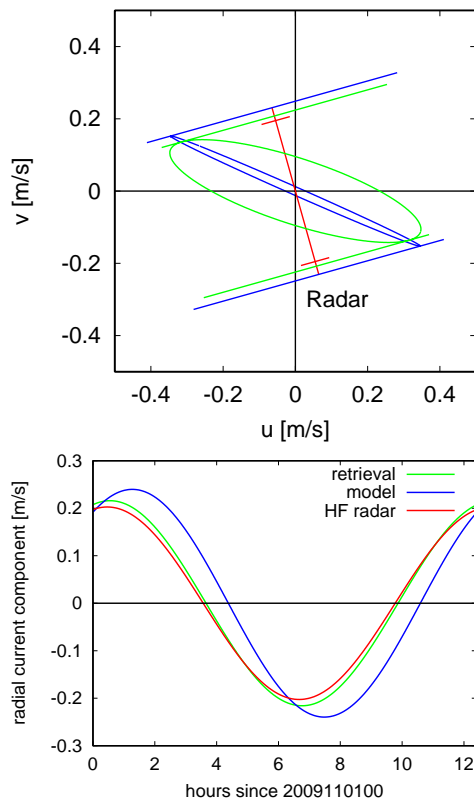 0.4
0.2
0
-0.2
-0.4
v [m/s]
Radar
-0.4 -0.2 0 0.2 0.4
u [m/s]
0.3
0.2
0.1
0
-0.1
-0.2
-0.3
radial current component [m/s]
retrieval
model
HF radar
0 2 4 6 8 10 12
hours since 2009110100